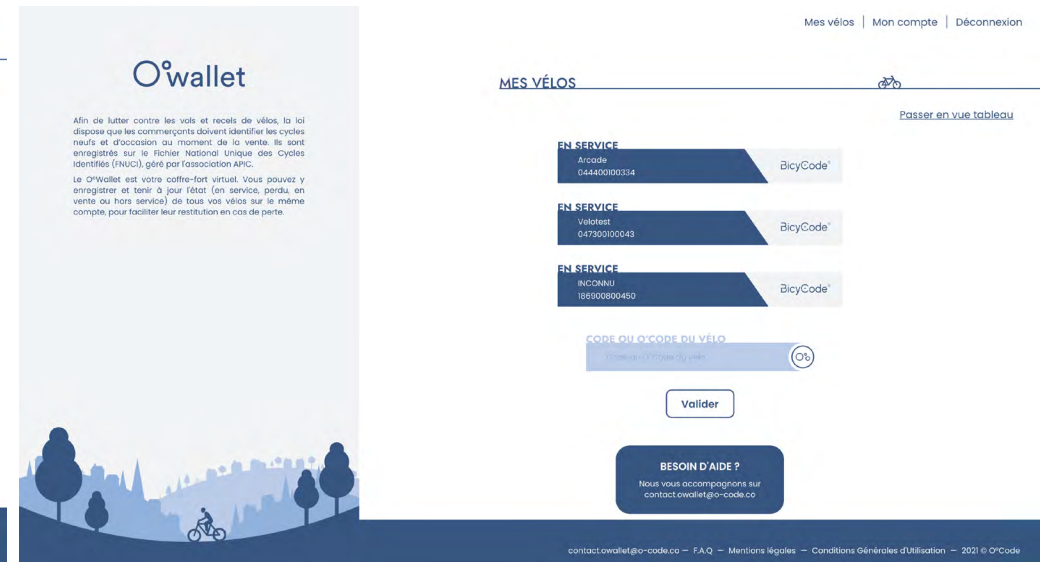 Mes vélos | Mon compte | Déconnexion
O°wallet
Afin de lutter contre les vols et recels de vélos, la loi
dispose que les commerçants doivent identifier les cycles
neufs et d'occasion au moment de la vente. Ils sont
enregistrés sur le Fichier National Unique des Cycles
Identifiés (FNUCI), géré par l'association APIC.
Le O°Wallet est votre coffre-fort virtuel. Vous pouvez y
enregistrer et tenir à jour l'état (en service, perdu, en
vente ou hors service) de tous vos vélos sur le même
compte, pour faciliter leur restitution en cas de perte.
MES VÉLOS
Passer en vue tableau
EN SERVICE
Arcade
044400100334
BicyCode®
EN SERVICE
Velotest
047300100043
BicyCode®
EN SERVICE
INCONNU
186900800450
BicyCode®
CODE OU O°CODE DU VÉLO
Code ou O°Code du vélo
Valider
BESOIN D'AIDE ?
Nous vous accompagnons sur
contact.owallet@o-code.co
contact.owallet@o-code.co – F.A.Q – Mentions légales – Conditions Générales d'Utilisation – 2021 © O°Code